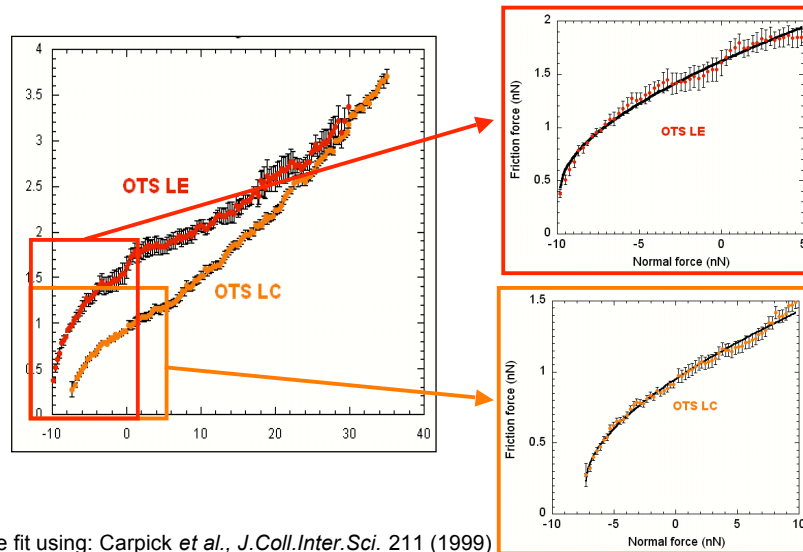 4
3.5
3
2.5
2
1.5
1
0.5
0
-10 0 10 20 30 40
OTS LE
OTS LC
2
1.5
1
0.5
0
Friction force (nN)
OTS LE
-10 -5 0 5
Normal force (nN)
1.5
1
0.5
0
Friction force (nN)
OTS LC
-10 -5 0 5 10
Normal force (nN)
e fit using: Carpick et al., J.Coll.Inter.Sci. 211 (1999)